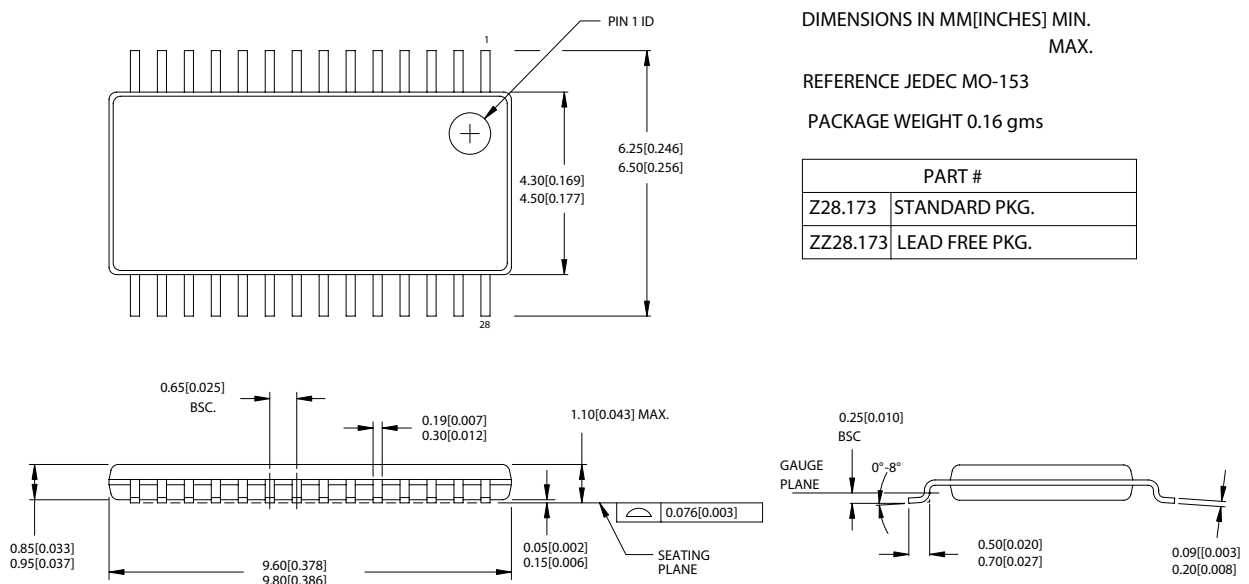 PIN 1 ID
1
DIMENSIONS IN MM[INCHES] MIN.
MAX.
REFERENCE JEDEC MO-153
PACKAGE WEIGHT 0.16 gms
PART #
Z28.173 STANDARD PKG.
ZZ28.173 LEAD FREE PKG.
6.25[0.246]
6.50[0.256]
4.30[0.169]
4.50[0.177]
28
0.65[0.025]
BSC.
0.19[0.007]
0.30[0.012]
1.10[0.043] MAX.
0.25[0.010]
BSC
GAUGE
PLANE
0°-8°
0.076[0.003]
0.85[0.033]
0.95[0.037]
9.60[0.378]
9.80[0.386]
0.05[0.002]
0.15[0.006]
SEATING
PLANE
0.50[0.020]
0.70[0.027]
0.09[[0.003]
0.20[0.008]